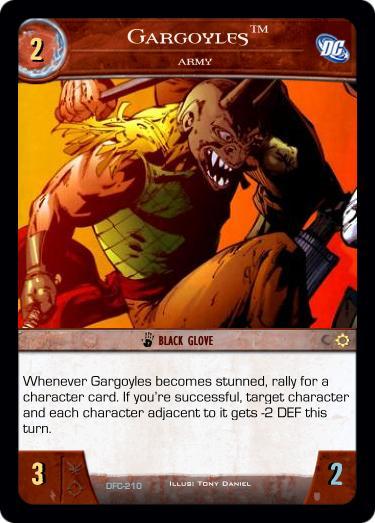 2
Gargoyles™
ARMY
DC
BLACK GLOVE
Whenever Gargoyles becomes stunned, rally for a
character card. If you're successful, target character
and each character adjacent to it gets -2 DEF this
turn.
3
DFC-210
Illus: Tony Daniel
2